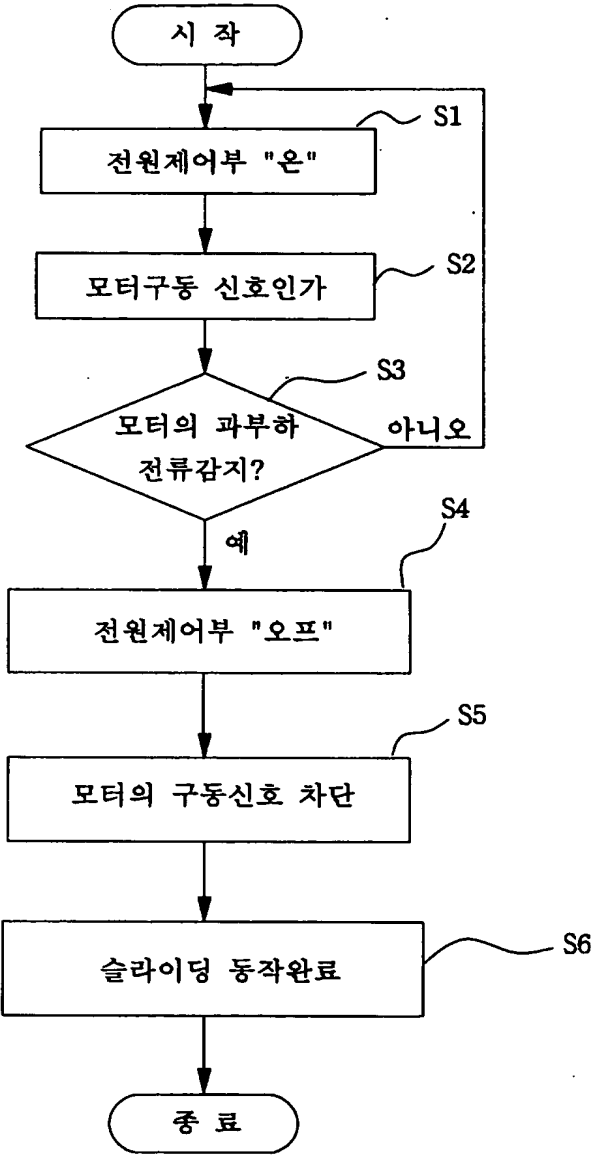 시 작
S1
전원제어부 "온"
S2
모터구동 신호인가
S3
모터의 과부하
전류감지?
아니오
예
S4
전원제어부 "오프"
S5
모터의 구동신호 차단
S6
슬라이딩 동작완료
종 료